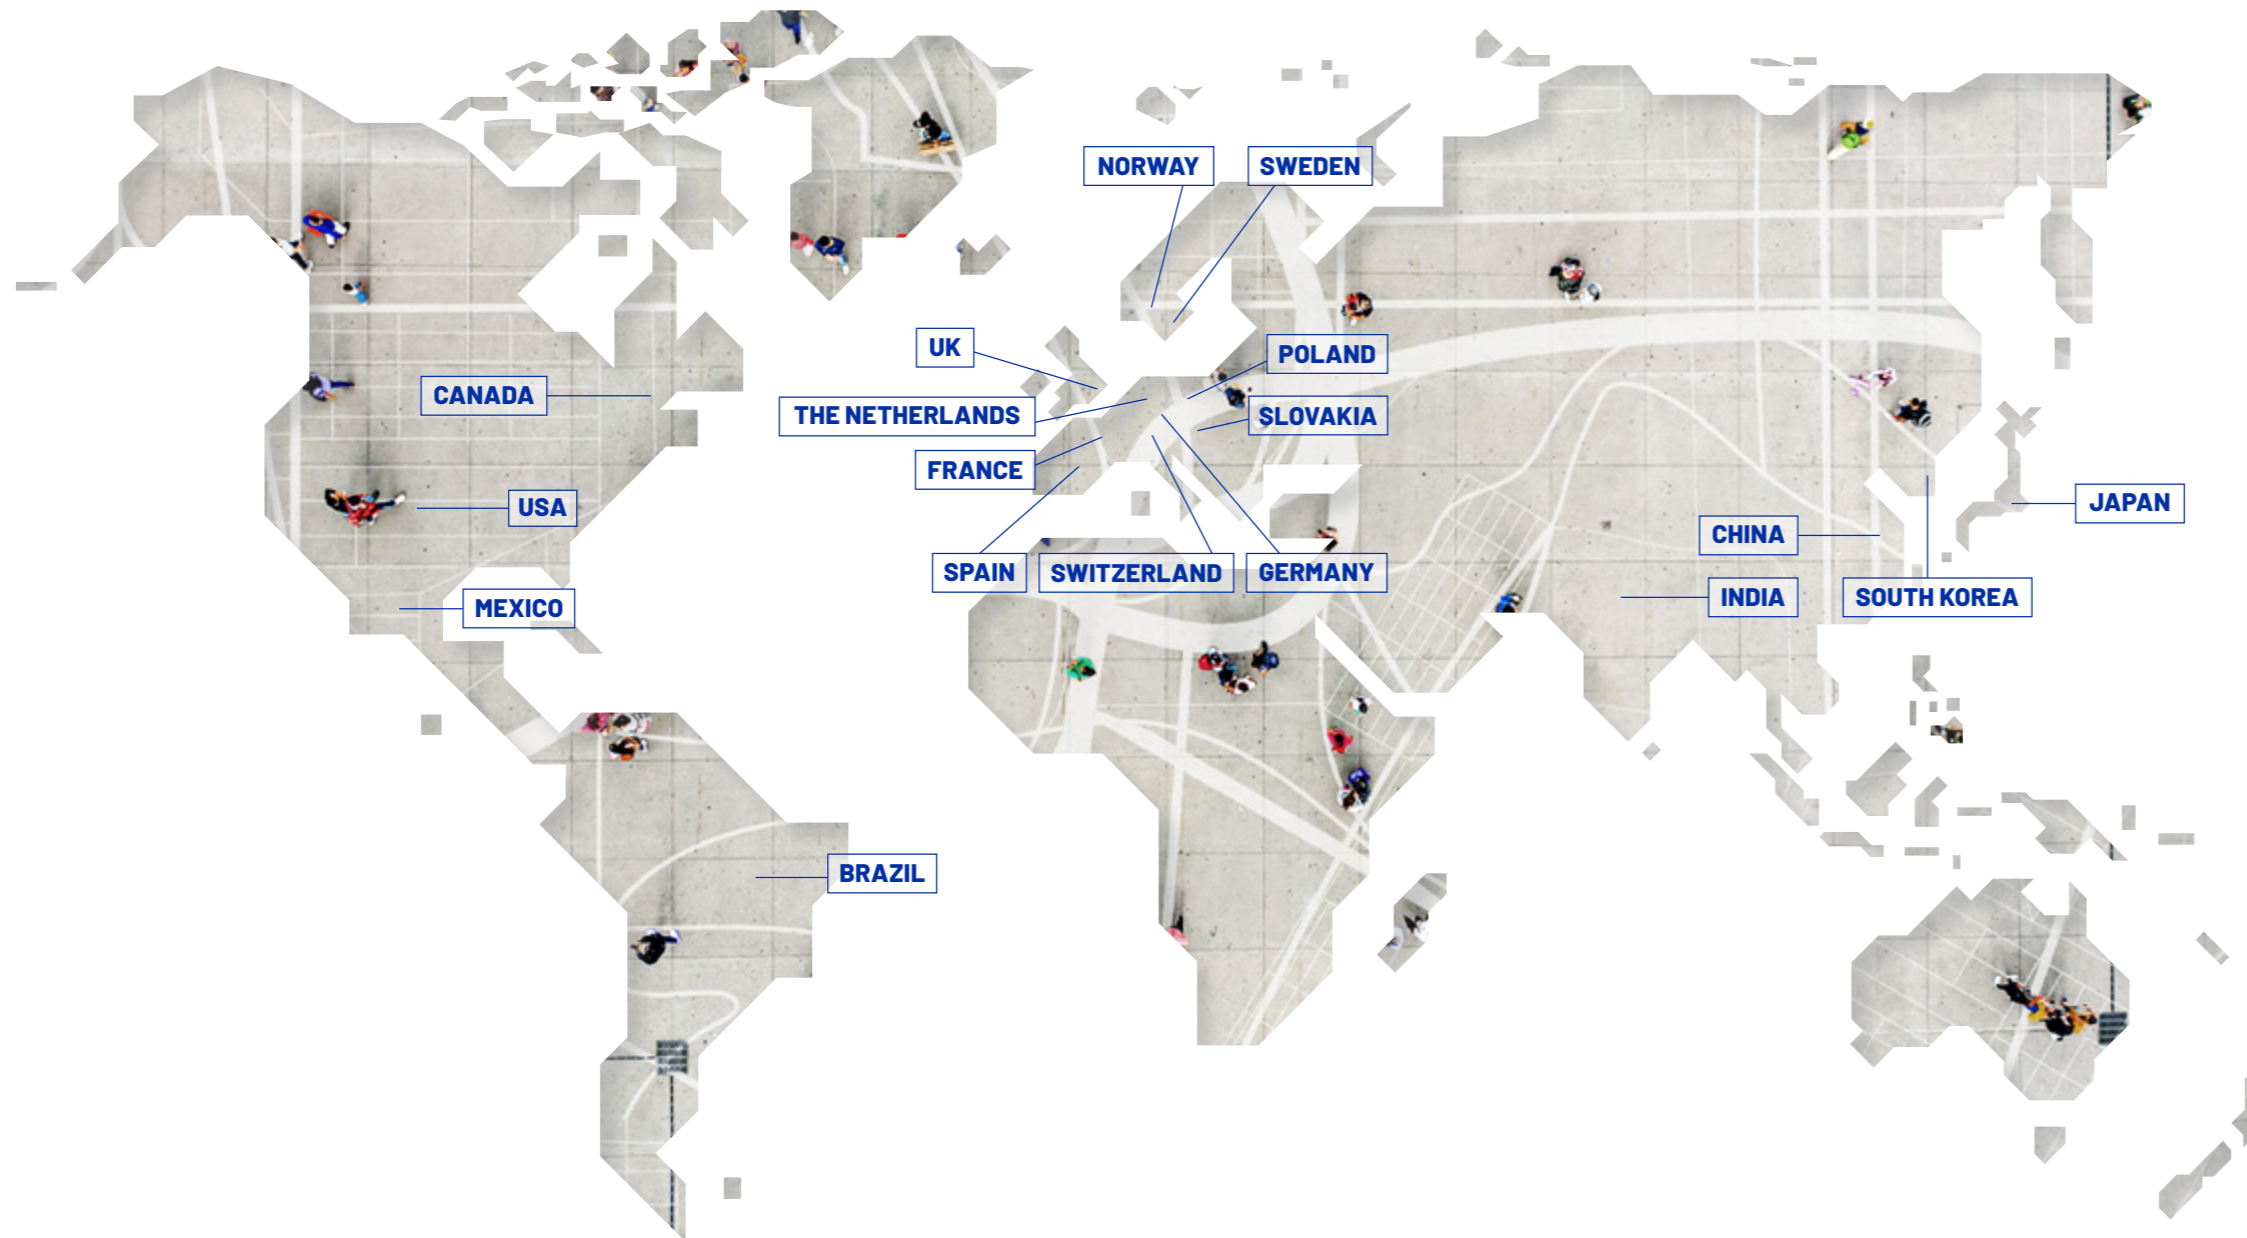 NORWAY
SWEDEN
UK
POLAND
CANADA
THE NETHERLANDS
SLOVAKIA
FRANCE
USA
JAPAN
CHINA
SPAIN
SWITZERLAND
GERMANY
MEXICO
INDIA
SOUTH KOREA
BRAZIL